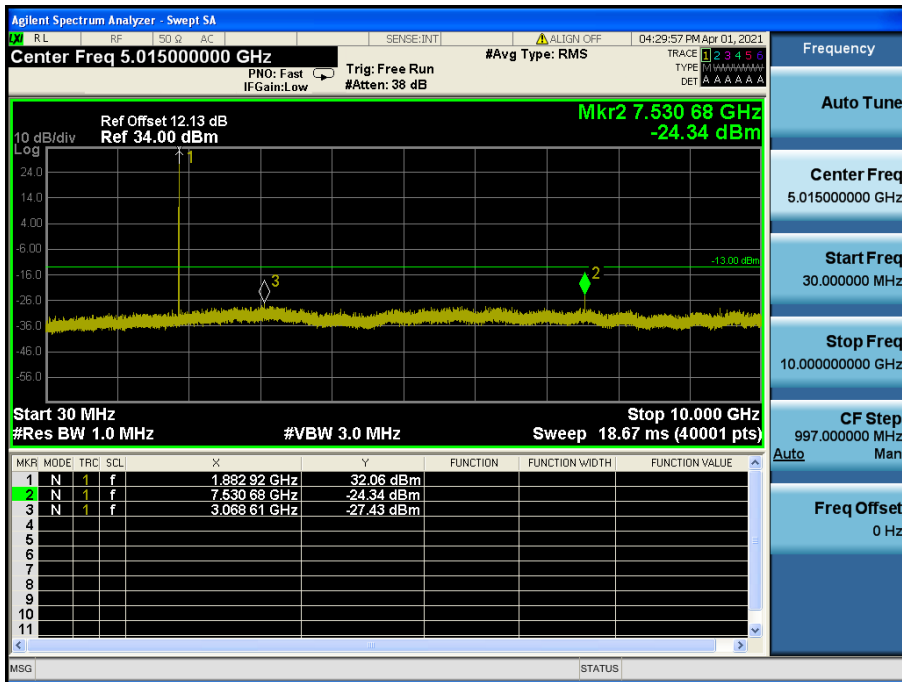 Agilent Spectrum Analyzer - Swept SA
LXI RL RF 50 Ω AC SENSE:INT ALIGN OFF 04:29:57 PM Apr 01, 2021
Center Freq 5.015000000 GHz #Avg Type: RMS TRACE 1 2 3 4 5 6
PNO: Fast Trig: Free Run TYPE M W W W W W
IFGain:Low #Atten: 38 dB DET A A A A A A
Frequency
Auto Tune
Center Freq
5.015000000 GHz
Start Freq
30.000000 MHz
Stop Freq
10.000000000 GHz
CF Step
997.000000 MHz
Auto Man
Freq Offset
0 Hz
Mkr2 7.530 68 GHz
-24.34 dBm
Ref Offset 12.13 dB
10 dB/div Ref 34.00 dBm
Log
1
24.0
14.0
4.00
-6.00
-13.00 dBm
-16.0
3
2
-26.0
-36.0
-46.0
-56.0
Start 30 MHz Stop 10.000 GHz
#Res BW 1.0 MHz #VBW 3.0 MHz Sweep 18.67 ms (40001 pts)
MKR MODE TRC SCL X Y FUNCTION FUNCTION WIDTH FUNCTION VALUE
1 N 1 f 1.882 92 GHz 32.06 dBm
2 N 1 f 7.530 68 GHz -24.34 dBm
3 N 1 f 3.068 61 GHz -27.43 dBm
4
5
6
7
8
9
10
11
MSG STATUS